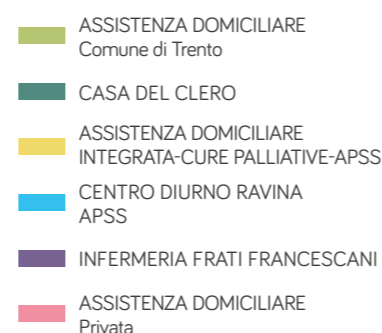 ASSISTENZA DOMICILIARE
Comune di Trento
CASA DEL CLERO
ASSISTENZA DOMICILIARE
INTEGRATA-CURE PALLIATIVE-APSS
CENTRO DIURNO RAVINA
APSS
INFERMERIA FRATI FRANCESCANI
ASSISTENZA DOMICILIARE
Privata